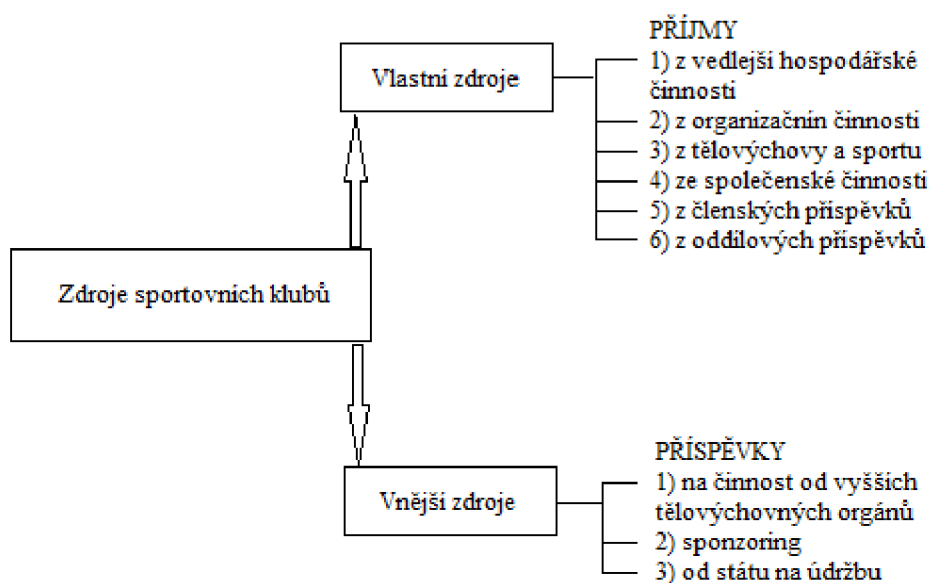 PŘÍJMY
Vlastní zdroje
1) z vedlejší hospodářské
činnosti
2) z organizačnín činnosti
3) z tělovýchovy a sportu
4) ze společenské činnosti
5) z členských příspěvků
6) z oddílových příspěvků
Zdroje sportovních klubů
PŘÍSPĚVKY
Vnější zdroje
1) na činnost od vyšších
tělovýchovných orgánů
2) sponzoring
3) od státu na údržbu